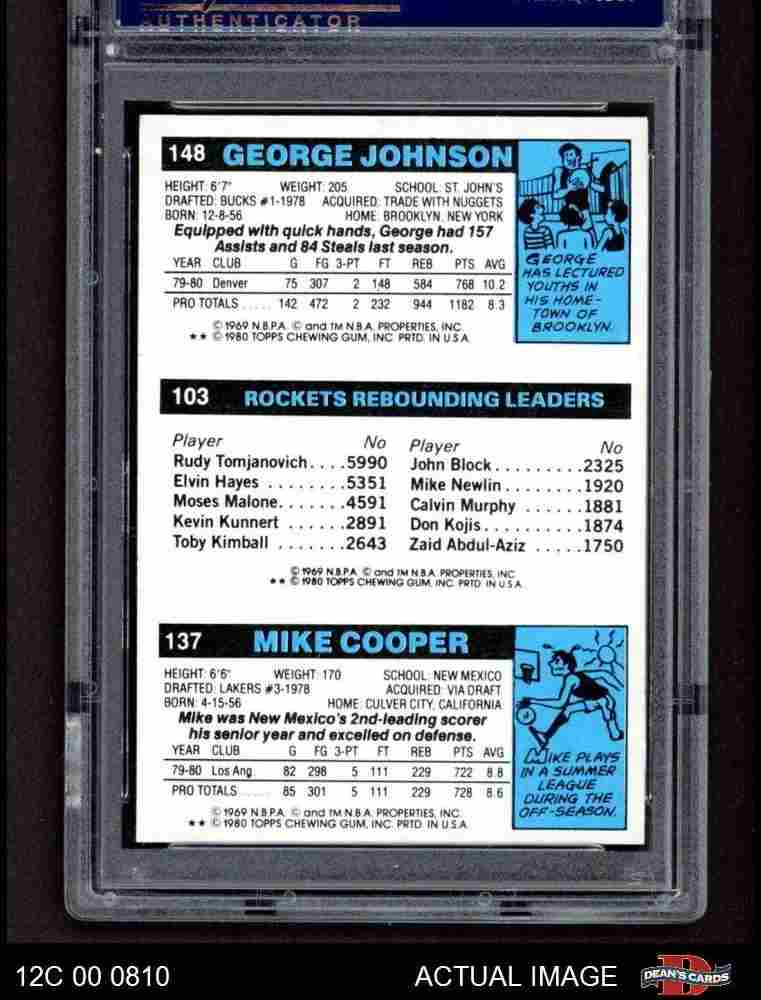 AUTHENTICATOR
148 GEORGE JOHNSON
HEIGHT: 6'7" WEIGHT: 205 SCHOOL: ST. JOHN'S
DRAFTED: BUCKS #1-1978 ACQUIRED: TRADE WITH NUGGETS
BORN: 12-8-56 HOME: BROOKLYN, NEW YORK
Equipped with quick hands, George had 157
Assists and 84 Steals last season.
YEAR CLUB G FG 3-PT FT REB PTS AVG
79-80 Denver 75 307 2 148 584 768 10.2
PRO TOTALS ..... 142 472 2 232 944 1182 8.3
© 1969 N.B.P.A. © and TM N.B.A. PROPERTIES, INC.
★★ © 1980 TOPPS CHEWING GUM, INC. PRTD. IN U.S.A.
GEORGE
HAS LECTURED
YOUTHS IN
HIS HOME-
TOWN OF
BROOKLYN.
103 ROCKETS REBOUNDING LEADERS
Player No Player No
Rudy Tomjanovich....5990 John Block.........2325
Elvin Hayes ........5351 Mike Newlin........1920
Moses Malone.......4591 Calvin Murphy ......1881
Kevin Kunnert ......2891 Don Kojis..........1874
Toby Kimball .......2643 Zaid Abdul-Aziz .....1750
© 1969 N.B.P.A. © and TM N.B.A. PROPERTIES, INC.
★★ © 1980 TOPPS CHEWING GUM, INC. PRTD. IN U.S.A.
137 MIKE COOPER
HEIGHT: 6'6" WEIGHT: 170 SCHOOL: NEW MEXICO
DRAFTED: LAKERS #3-1978 ACQUIRED: VIA DRAFT
BORN: 4-15-56 HOME: CULVER CITY, CALIFORNIA
Mike was New Mexico's 2nd-leading scorer
his senior year and excelled on defense.
YEAR CLUB G FG 3-PT FT REB PTS AVG
79-80 Los Ang 82 298 5 111 229 722 8.8
PRO TOTALS ..... 85 301 5 111 229 728 8.6
© 1969 N.B.P.A. © and TM N.B.A. PROPERTIES, INC.
★★ © 1980 TOPPS CHEWING GUM, INC. PRTD. IN U.S.A.
MIKE PLAYS
IN A SUMMER
LEAGUE
DURING THE
OFF-SEASON.
12C 00 0810 ACTUAL IMAGE DEAN'S CARDS